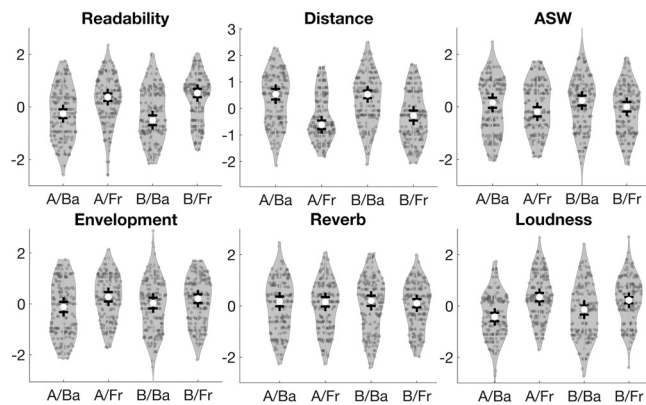 Readability Distance ASW
2 3 2
0 2 0
-2 1 -2
0
-1
-2
A/Ba A/Fr B/Ba B/Fr A/Ba A/Fr B/Ba B/Fr A/Ba A/Fr B/Ba B/Fr
Envelopment Reverb Loudness
2 2 2
0 0 0
-2 -2 -2
A/Ba A/Fr B/Ba B/Fr A/Ba A/Fr B/Ba B/Fr A/Ba A/Fr B/Ba B/Fr